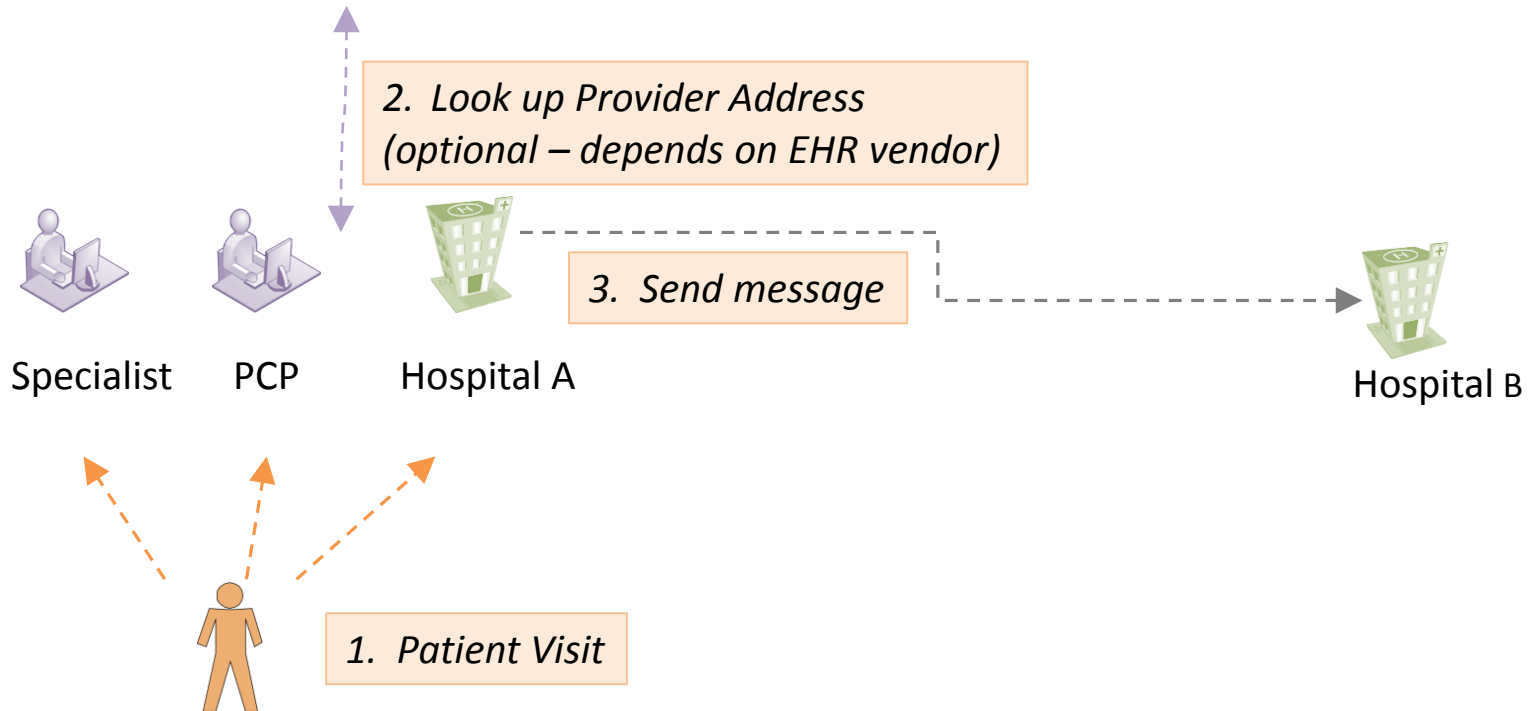 2. Look up Provider Address
(optional – depends on EHR vendor)
3. Send message
Specialist
PCP
Hospital A
Hospital B
1. Patient Visit